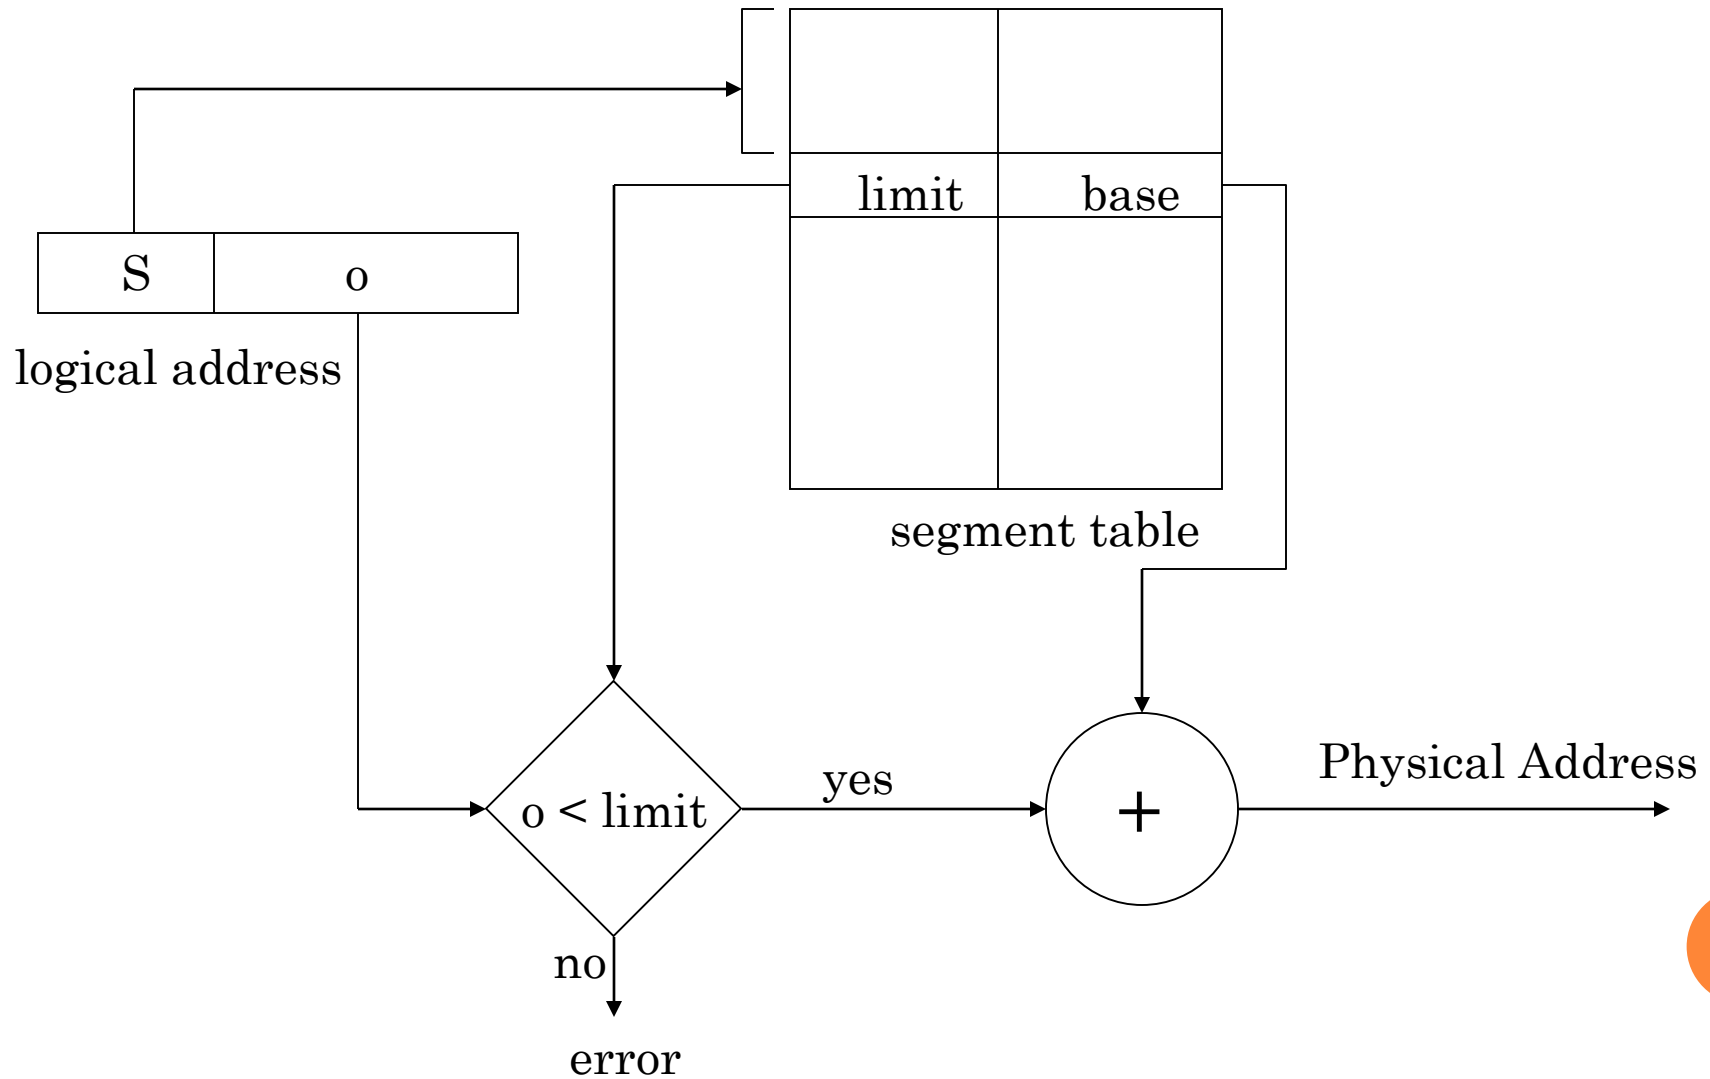 limit
base
S
o
logical address
segment table
yes
Physical Address
o < limit
+
no
error